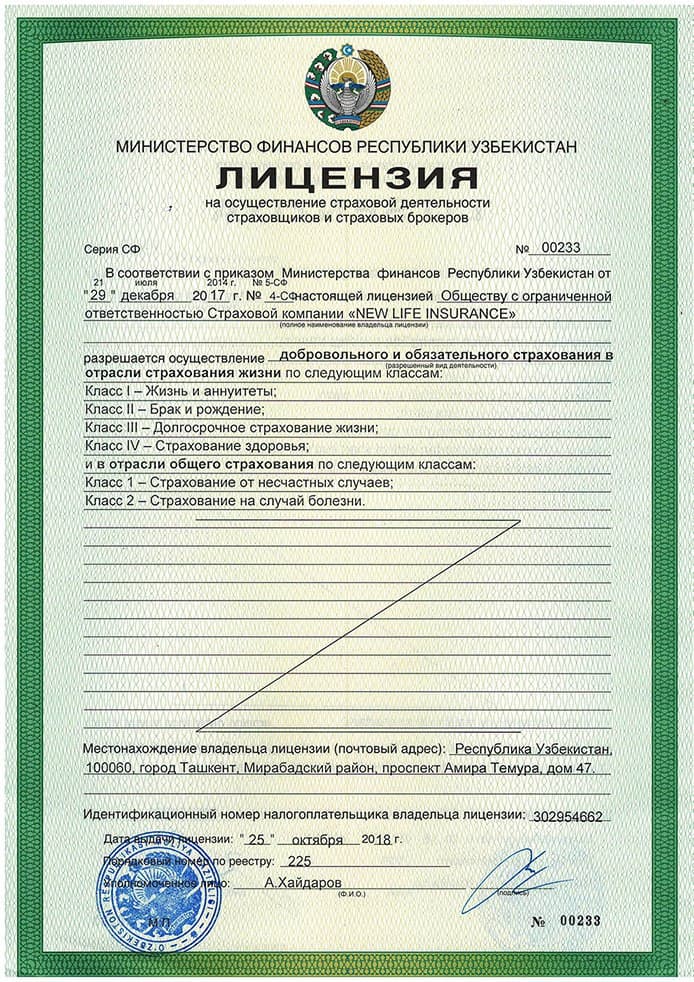 МИНИСТЕРСТВО ФИНАНСОВ РЕСПУБЛИКИ УЗБЕКИСТАН
ЛИЦЕНЗИЯ
на осуществление страховой деятельности
страховщиков и страховых брокеров
Серия СФ № 00233
В соответствии с приказом Министерства финансов Республики Узбекистан от
21 июля 2014 г. № 5-СФ
"29" декабря 2017 г. № 4-СФ настоящей лицензией Обществу с ограниченной
ответственностью Страховой компании «NEW LIFE INSURANCE»
(полное наименование владельца лицензии)
разрешается осуществление добровольного и обязательного страхования в
(разрешенный вид деятельности)
отрасли страхования жизни по следующим классам:
Класс I – Жизнь и аннуитеты;
Класс II – Брак и рождение;
Класс III – Долгосрочное страхование жизни;
Класс IV – Страхование здоровья;
и в отрасли общего страхования по следующим классам:
Класс 1 – Страхование от несчастных случаев;
Класс 2 – Страхование на случай болезни.
Местонахождение владельца лицензии (почтовый адрес): Республика Узбекистан,
100060, город Ташкент, Мирабадский район, проспект Амира Темура, дом 47.
Идентификационный номер налогоплательщика владельца лицензии: 302954662
Дата выдачи лицензии: "25" октября 2018 г.
Порядковый номер по реестру: 225
Уполномоченное лицо: А.Хайдаров
(Ф.И.О.) (подпись)
М.П.
№ 00233